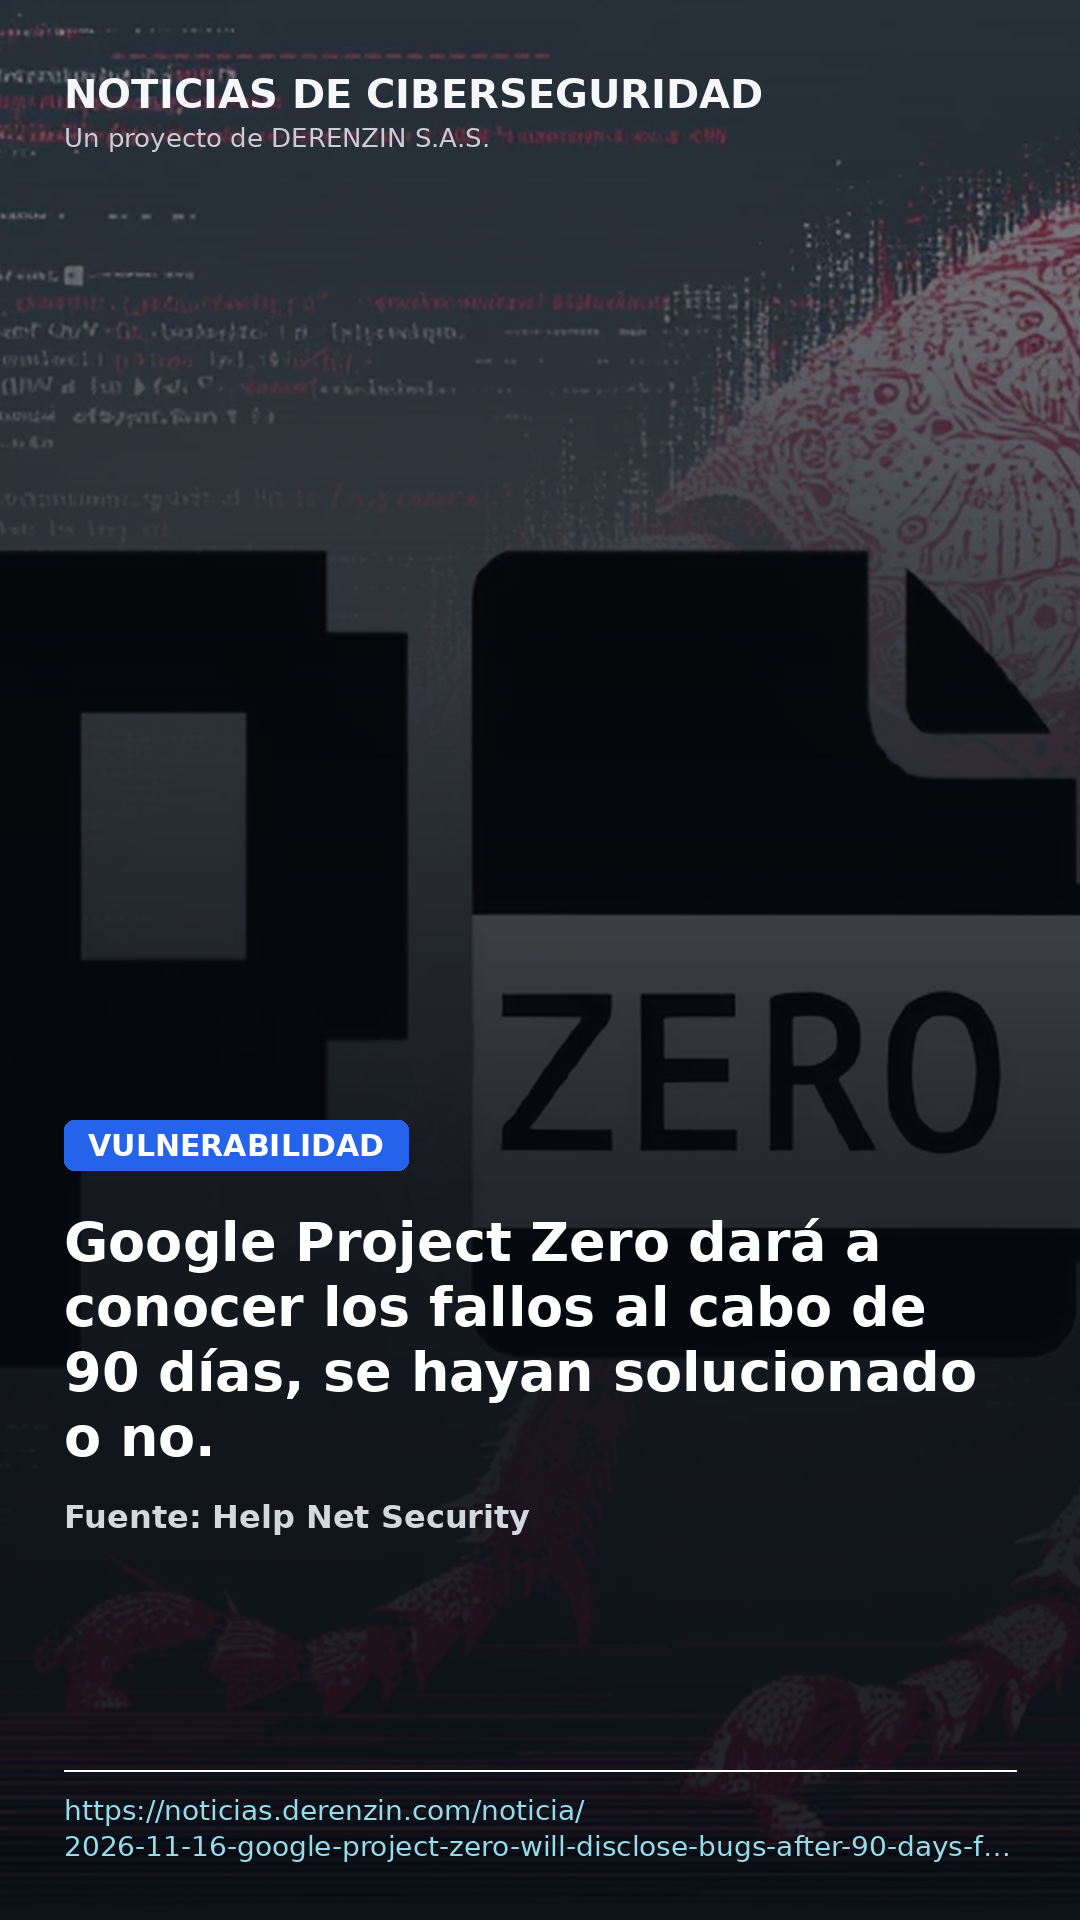 NOTICIAS DE CIBERSEGURIDAD
Un proyecto de DERENZIN S.A.S.
ZERO
VULNERABILIDAD
Google Project Zero dará a
conocer los fallos al cabo de
90 días, se hayan solucionado
o no.
Fuente: Help Net Security
https://noticias.derenzin.com/noticia/
2026-11-16-google-project-zero-will-disclose-bugs-after-90-days-f...